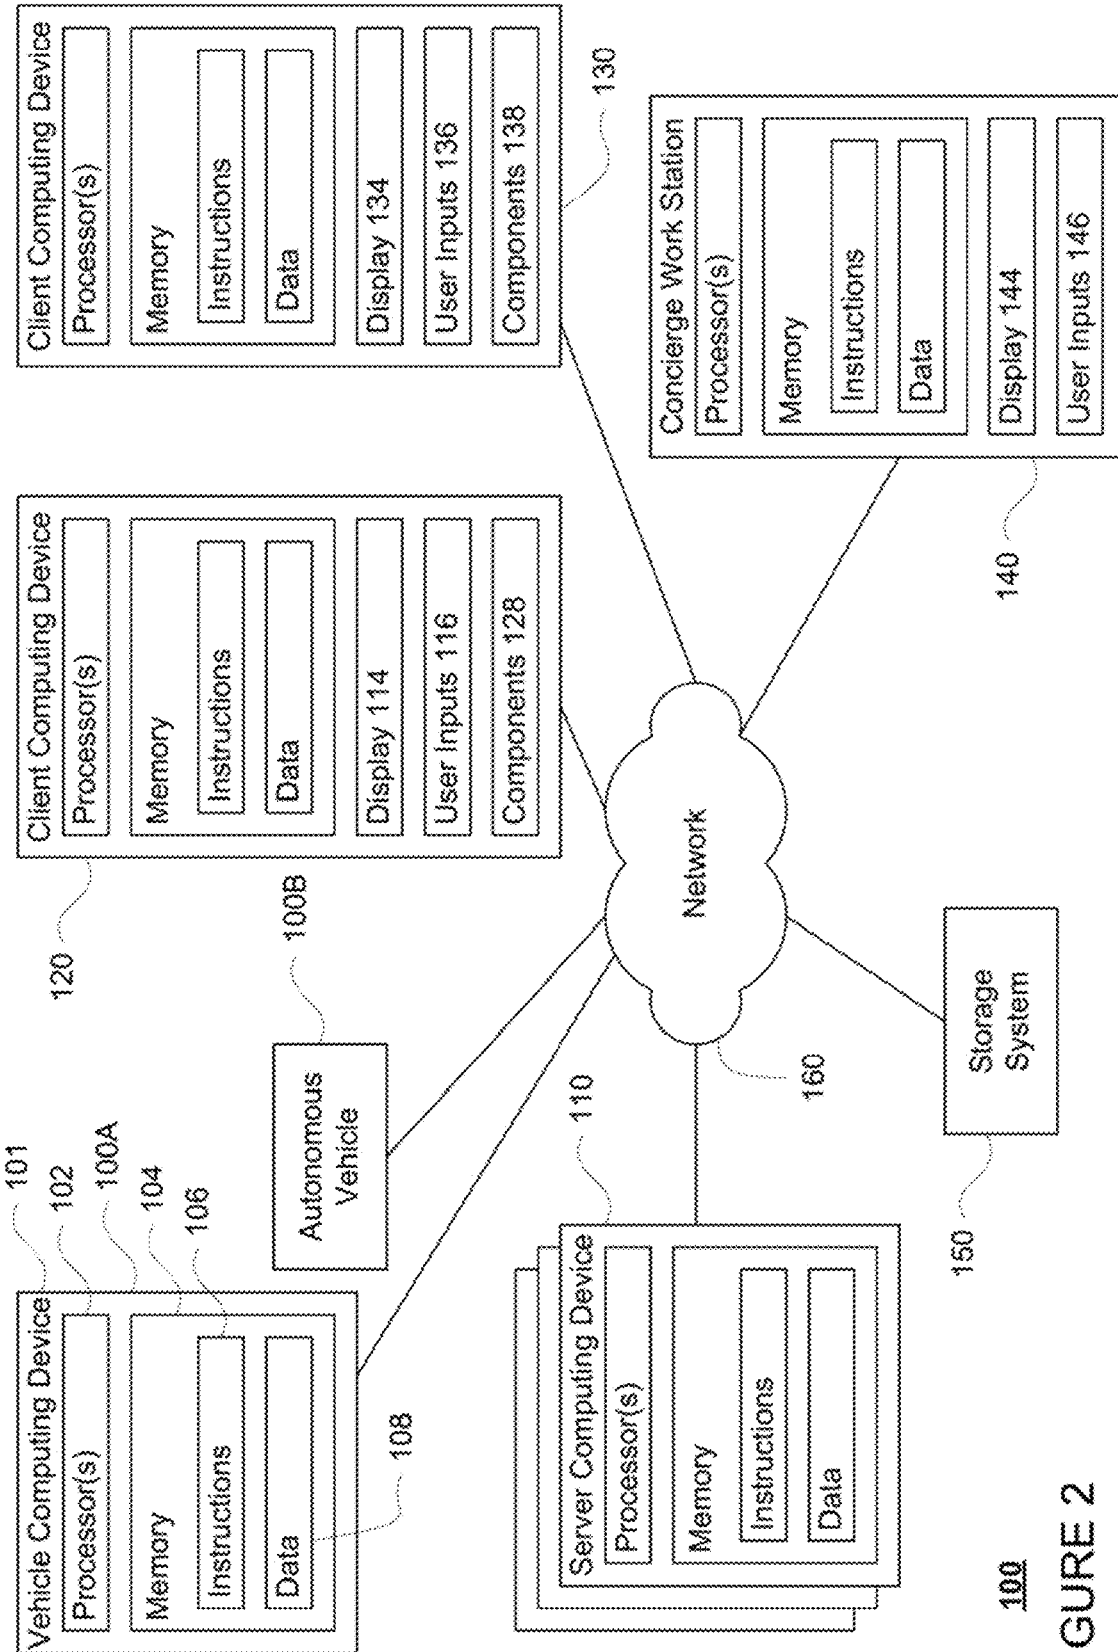 Vehicle Computing Device
Processor(s)
Memory
Instructions
Data
101
102
100A
104
106
108
Autonomous
Vehicle
100B
120
Client Computing Device
Processor(s)
Memory
Instructions
Data
Display 114
User Inputs 116
Components 128
Client Computing Device
Processor(s)
Memory
Instructions
Data
Display 134
User Inputs 136
Components 138
130
Server Computing Device
Processor(s)
Memory
Instructions
Data
110
Network
160
Storage
System
150
Concierge Work Station
Processor(s)
Memory
Instructions
Data
Display 144
User Inputs 146
140
100
GURE 2